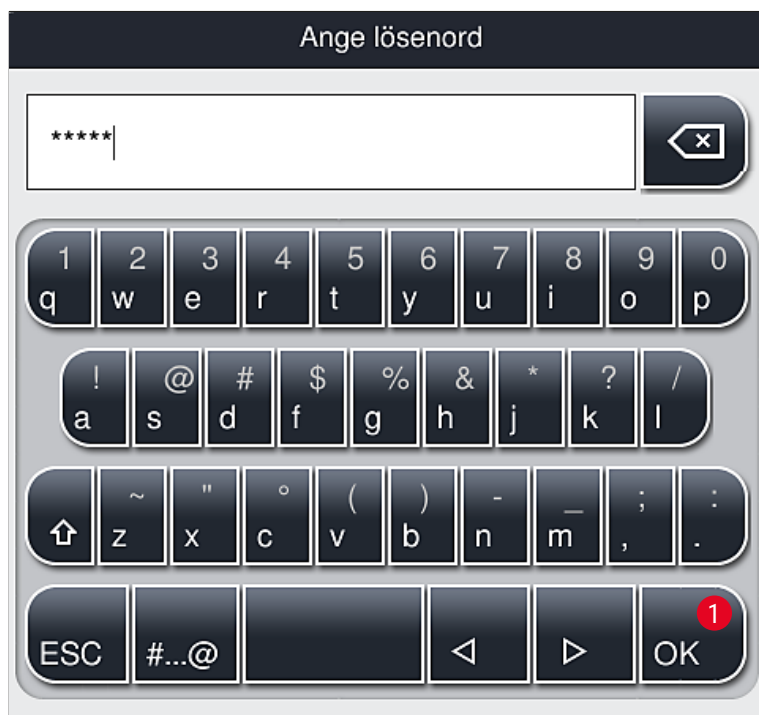 Ange lösenord
*****
1 2 3 4 5 6 7 8 9 0
q w e r t y u i o p
! @ # $ % & * ? /
a s d f g h j k l
~ " ° ( ) - _ ; :
z x c v b n m , .
1
ESC #...@ OK